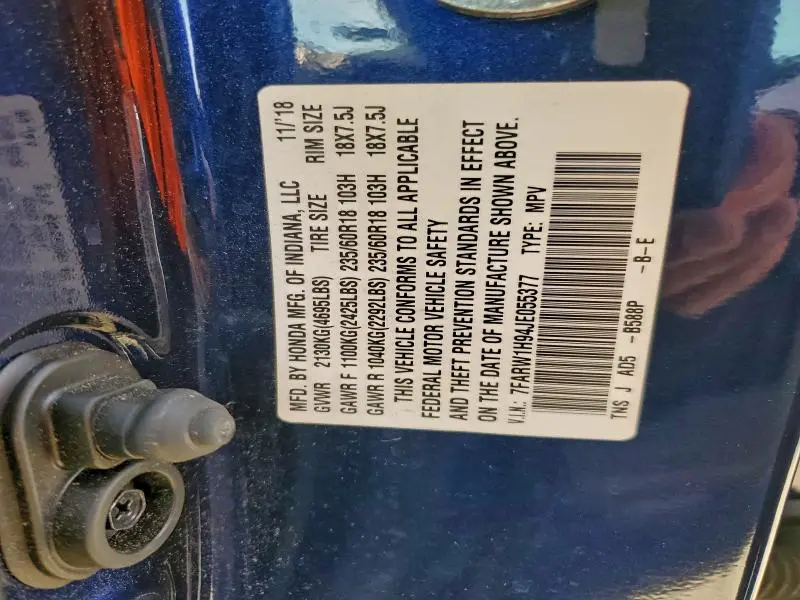 MFD. BY HONDA MFG. OF INDIANA, LLC 11/'18
GVWR 2130KG(4695LBS) TIRE SIZE RIM SIZE
GAWR F 1100KG(2425LBS) 235/60R18 103H 18X7.5J
GAWR R 1040KG(2292LBS) 235/60R18 103H 18X7.5J
THIS VEHICLE CONFORMS TO ALL APPLICABLE
FEDERAL MOTOR VEHICLE SAFETY
AND THEFT PREVENTION STANDARDS IN EFFECT
ON THE DATE OF MANUFACTURE SHOWN ABOVE.
V.I.N.: 7FARW1H94JE055377 TYPE: MPV
TNS J AD5 -B588P -B-E